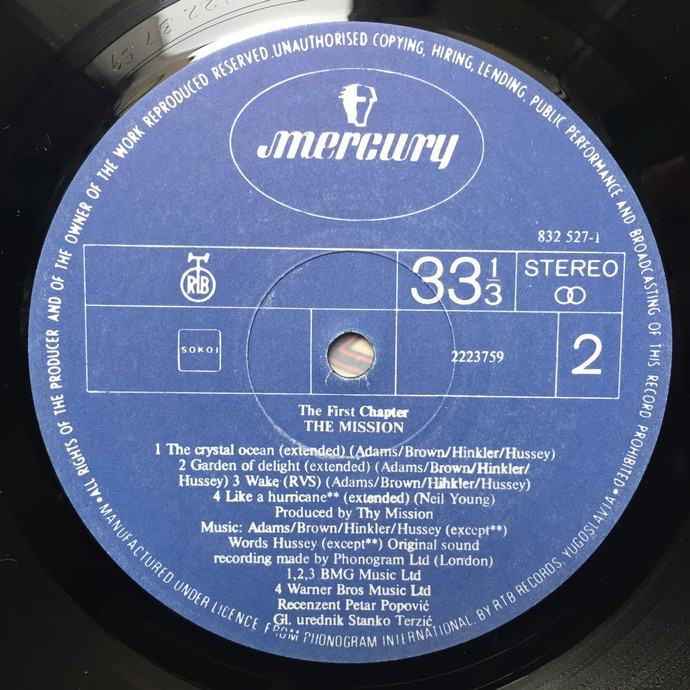 • ALL RIGHTS OF THE PRODUCER AND OF THE OWNER OF THE WORK REPRODUCED RESERVED. UNAUTHORISED COPYING, HIRING, LENDING, PUBLIC PERFORMANCE AND BROADCASTING OF THIS RECORD PROHIBITED •
mercury
832 527-1
RTB
33 1/3
STEREO
SOKOJ
2223759
2
The First Chapter
THE MISSION
1 The crystal ocean (extended) (Adams/Brown/Hinkler/Hussey)
2 Garden of delight (extended) (Adams/Brown/Hinkler/
Hussey) 3 Wake (RVS) (Adams/Brown/Hihkler/Hussey)
4 Like a hurricane** (extended) (Neil Young)
Produced by Thy Mission
Music: Adams/Brown/Hinkler/Hussey (except**)
Words Hussey (except**) Original sound
recording made by Phonogram Ltd (London)
1,2,3 BMG Music Ltd
4 Warner Bros Music Ltd
Recenzent Petar Popović
Gl. urednik Stanko Terzić
MANUFACTURED UNDER LICENCE FROM PHONOGRAM INTERNATIONAL, BY RTB RECORDS, YUGOSLAVIA •